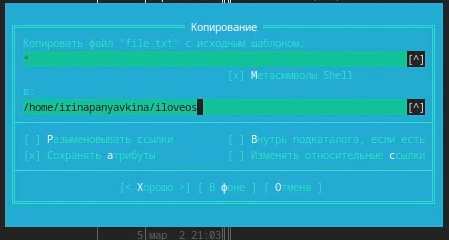 Копирование
Копировать файл "file.txt" с исходным шаблоном:
* [^]
[x] Метасимволы Shell
в:
/home/irinapanyavkina/iloveos [^]
[ ] Разыменовывать ссылки [ ] Внутрь подкаталога, если есть
[x] Сохранять атрибуты [ ] Изменять относительные ссылки
[< Хорошо >] [ В фоне ] [ Отмена ]
5 мар 2 21:03